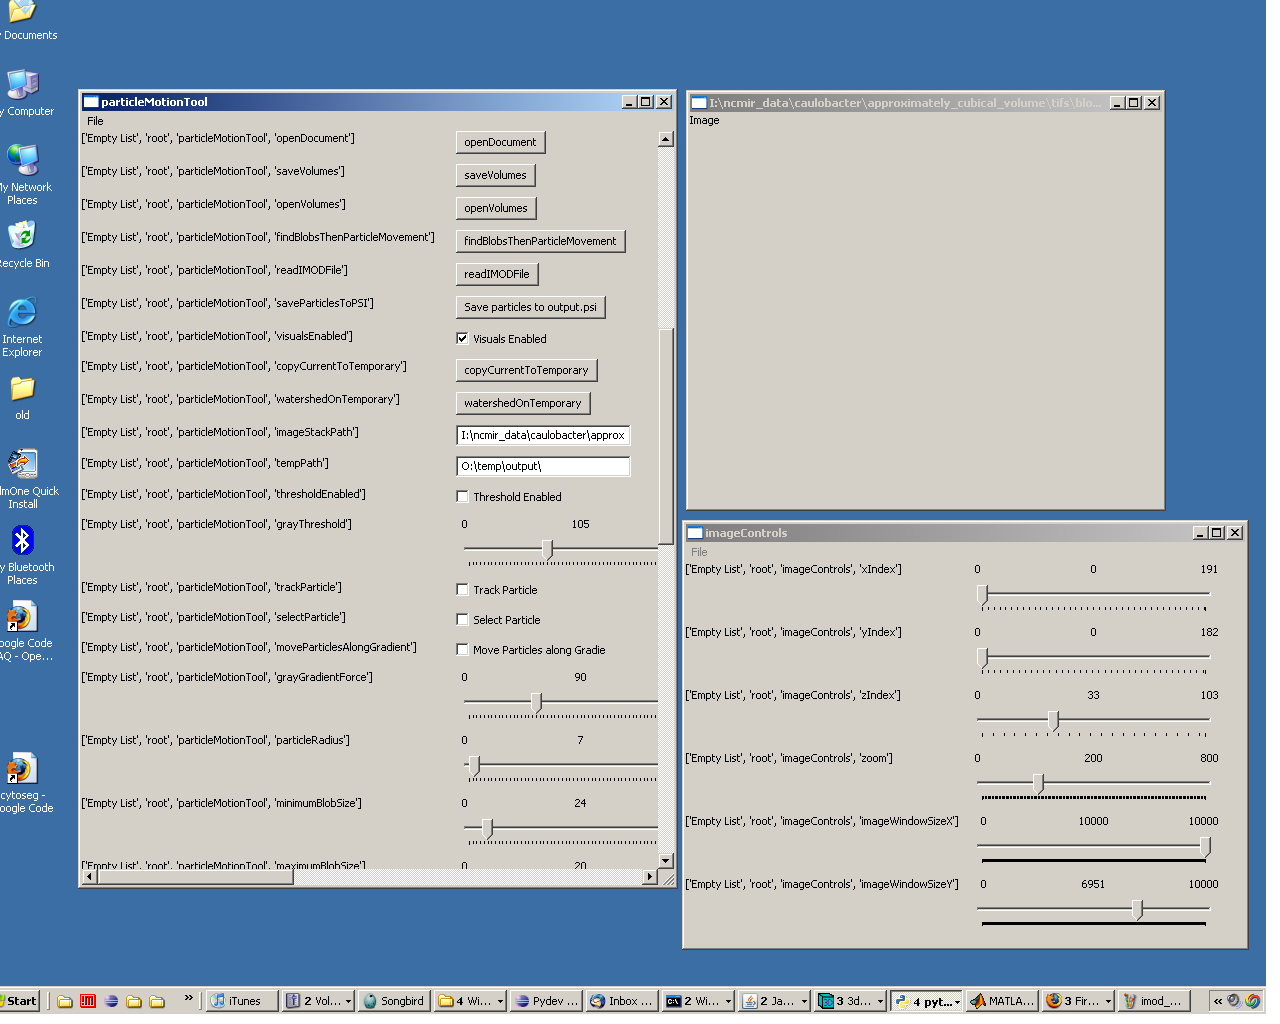 Documents
y Computer
My Network
Places
Recycle Bin
Internet
Explorer
old
lmOne Quick
Install
y Bluetooth
Places
oogle Code
AQ - Ope...
cytoseg -
oogle Code
particleMotionTool
File
['Empty List', 'root', 'particleMotionTool', 'openDocument']
openDocument
['Empty List', 'root', 'particleMotionTool', 'saveVolumes']
saveVolumes
['Empty List', 'root', 'particleMotionTool', 'openVolumes']
openVolumes
['Empty List', 'root', 'particleMotionTool', 'findBlobsThenParticleMovement']
findBlobsThenParticleMovement
['Empty List', 'root', 'particleMotionTool', 'readIMODFile']
readIMODFile
['Empty List', 'root', 'particleMotionTool', 'saveParticlesToPSI']
Save particles to output.psi
['Empty List', 'root', 'particleMotionTool', 'visualsEnabled']
Visuals Enabled
['Empty List', 'root', 'particleMotionTool', 'copyCurrentToTemporary']
copyCurrentToTemporary
['Empty List', 'root', 'particleMotionTool', 'watershedOnTemporary']
watershedOnTemporary
['Empty List', 'root', 'particleMotionTool', 'imageStackPath']
I:\ncmir_data\caulobacter\approx
['Empty List', 'root', 'particleMotionTool', 'tempPath']
O:\temp\output\
['Empty List', 'root', 'particleMotionTool', 'thresholdEnabled']
Threshold Enabled
['Empty List', 'root', 'particleMotionTool', 'grayThreshold']
0 105
['Empty List', 'root', 'particleMotionTool', 'trackParticle']
Track Particle
['Empty List', 'root', 'particleMotionTool', 'selectParticle']
Select Particle
['Empty List', 'root', 'particleMotionTool', 'moveParticlesAlongGradient']
Move Particles along Gradie
['Empty List', 'root', 'particleMotionTool', 'grayGradientForce']
0 90
['Empty List', 'root', 'particleMotionTool', 'particleRadius']
0 7
['Empty List', 'root', 'particleMotionTool', 'minimumBlobSize']
0 24
['Empty List', 'root', 'particleMotionTool', 'maximumBlobSize']
0 20
I:\ncmir_data\caulobacter\approximately_cubical_volume\tifs\blo...
Image
imageControls
File
['Empty List', 'root', 'imageControls', 'xIndex']
0 0 191
['Empty List', 'root', 'imageControls', 'yIndex']
0 0 182
['Empty List', 'root', 'imageControls', 'zIndex']
0 33 103
['Empty List', 'root', 'imageControls', 'zoom']
0 200 800
['Empty List', 'root', 'imageControls', 'imageWindowSizeX']
0 10000 10000
['Empty List', 'root', 'imageControls', 'imageWindowSizeY']
0 6951 10000
Start
»
iTunes
2 Vol...
Songbird
4 Wi...
Pydev ...
Inbox ...
2 Wi...
2 Ja...
3 3d...
4 pyt...
MATLA...
3 Fir...
imod_...
«